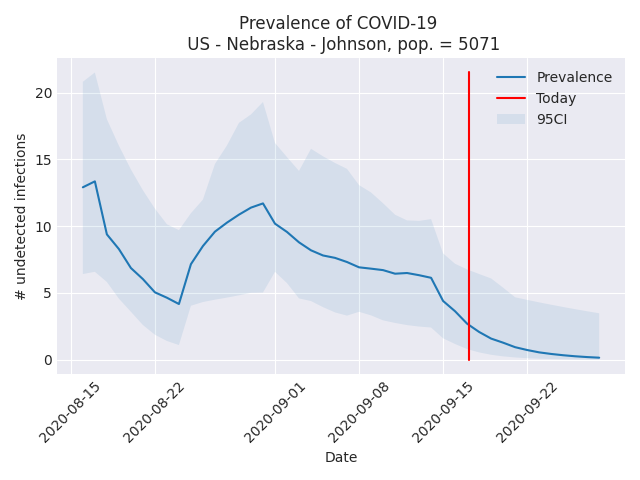 Prevalence of COVID-19
US - Nebraska - Johnson, pop. = 5071
Prevalence
Today
95CI
# undetected infections
20
15
10
5
0
2020-08-15
2020-08-22
2020-09-01
2020-09-08
2020-09-15
2020-09-22
Date